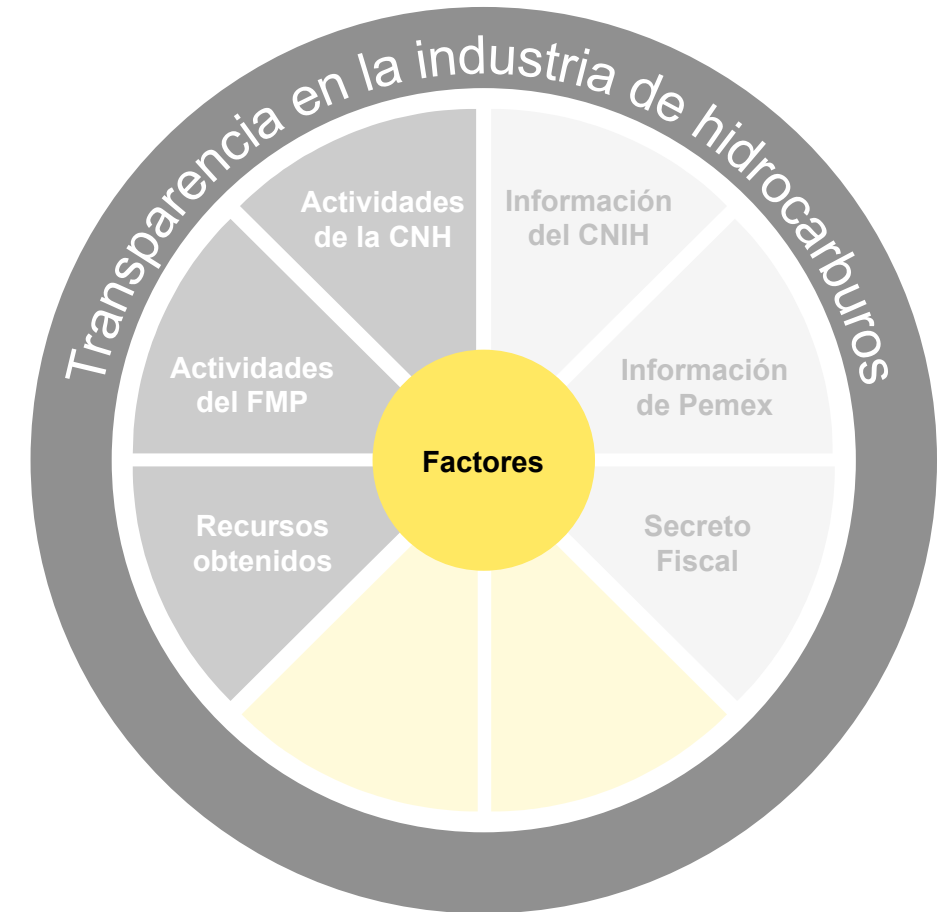 Transparencia en la industria de hidrocarburos
Actividades
de la CNH
Información
del CNIH
Actividades
del FMP
Información
de Pemex
Factores
Recursos
obtenidos
Secreto
Fiscal